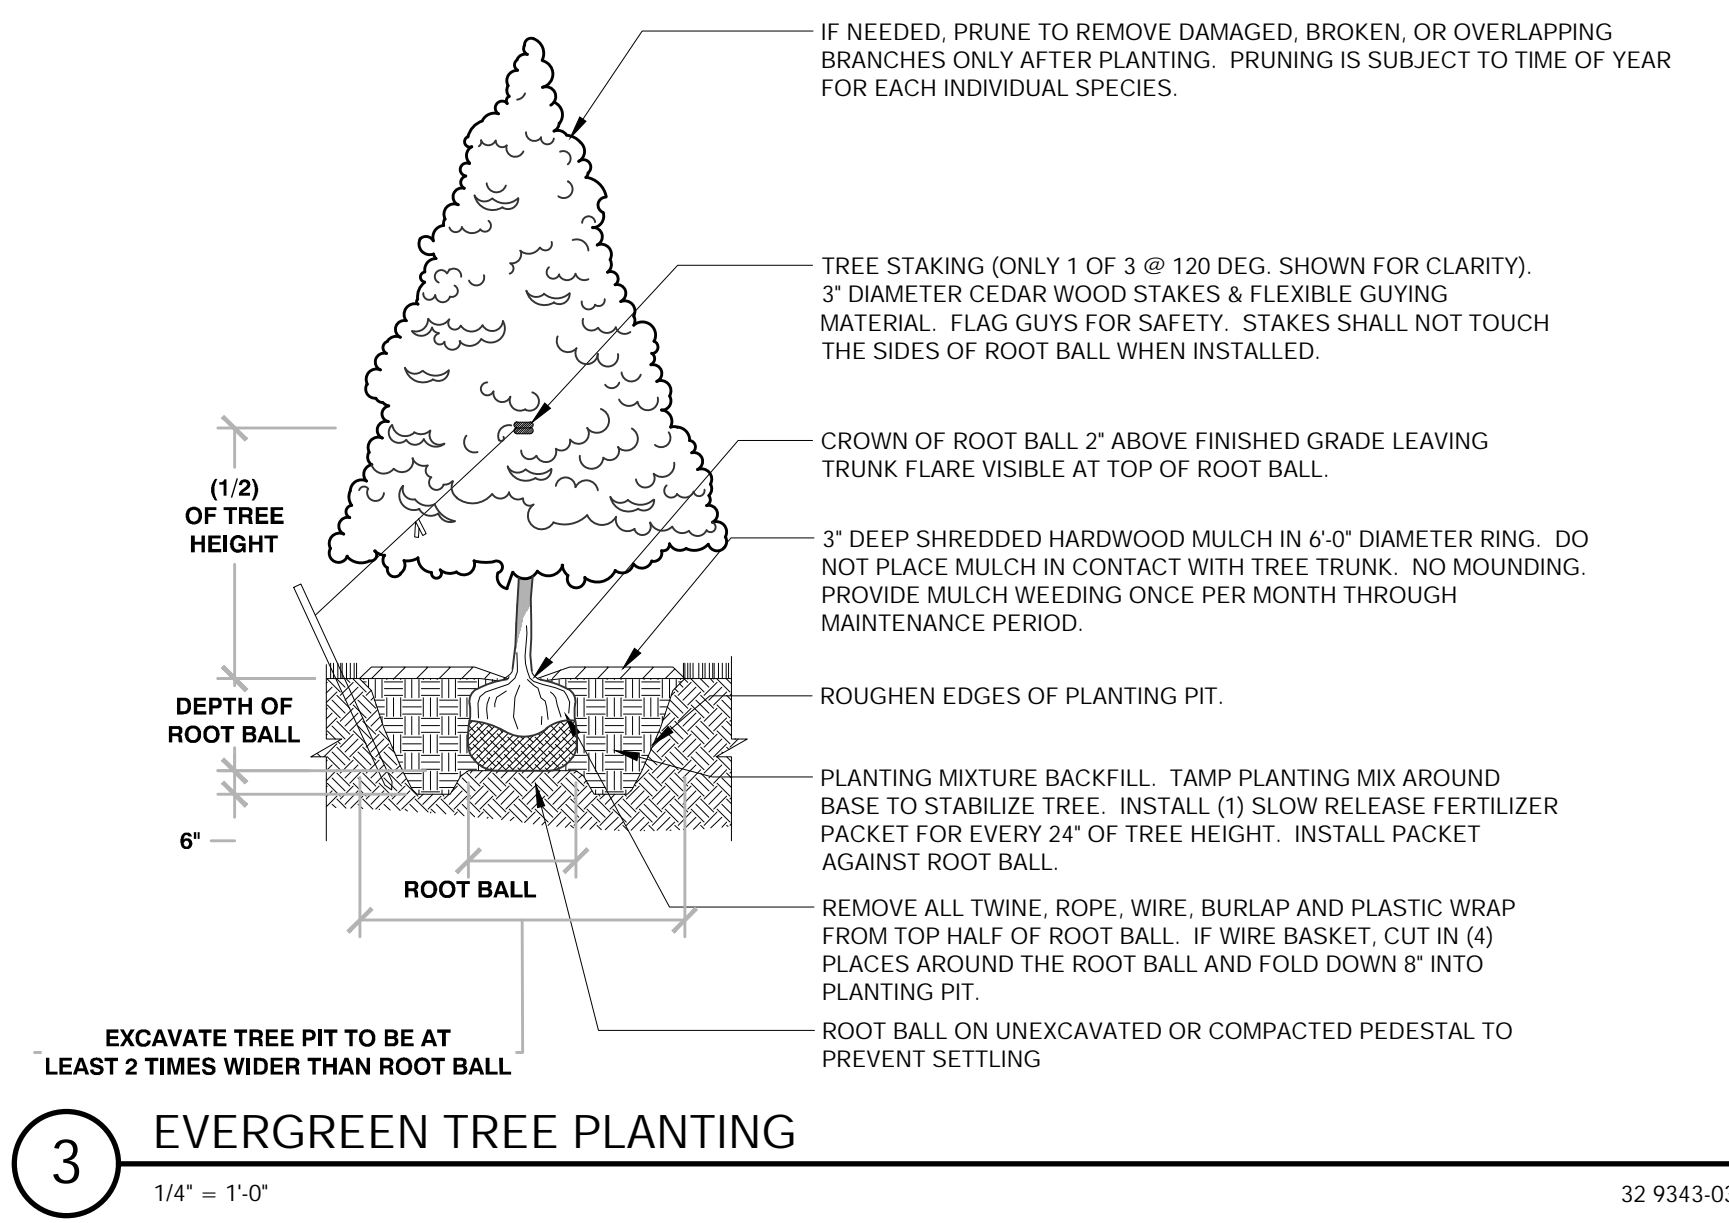 IF NEEDED, PRUNE TO REMOVE DAMAGED, BROKEN, OR OVERLAPPING
BRANCHES ONLY AFTER PLANTING. PRUNING IS SUBJECT TO TIME OF YEAR
FOR EACH INDIVIDUAL SPECIES.
TREE STAKING (ONLY 1 OF 3 @ 120 DEG. SHOWN FOR CLARITY).
3" DIAMETER CEDAR WOOD STAKES & FLEXIBLE GUYING
MATERIAL. FLAG GUYS FOR SAFETY. STAKES SHALL NOT TOUCH
THE SIDES OF ROOT BALL WHEN INSTALLED.
CROWN OF ROOT BALL 2" ABOVE FINISHED GRADE LEAVING
TRUNK FLARE VISIBLE AT TOP OF ROOT BALL.
3" DEEP SHREDDED HARDWOOD MULCH IN 6'-0" DIAMETER RING. DO
NOT PLACE MULCH IN CONTACT WITH TREE TRUNK. NO MOUNDING.
PROVIDE MULCH WEEDING ONCE PER MONTH THROUGH
MAINTENANCE PERIOD.
ROUGHEN EDGES OF PLANTING PIT.
PLANTING MIXTURE BACKFILL. TAMP PLANTING MIX AROUND
BASE TO STABILIZE TREE. INSTALL (1) SLOW RELEASE FERTILIZER
PACKET FOR EVERY 24" OF TREE HEIGHT. INSTALL PACKET
AGAINST ROOT BALL.
REMOVE ALL TWINE, ROPE, WIRE, BURLAP AND PLASTIC WRAP
FROM TOP HALF OF ROOT BALL. IF WIRE BASKET, CUT IN (4)
PLACES AROUND THE ROOT BALL AND FOLD DOWN 8" INTO
PLANTING PIT.
ROOT BALL ON UNEXCAVATED OR COMPACTED PEDESTAL TO
PREVENT SETTLING
(1/2)
OF TREE
HEIGHT
DEPTH OF
ROOT BALL
6"
ROOT BALL
EXCAVATE TREE PIT TO BE AT
LEAST 2 TIMES WIDER THAN ROOT BALL
3
EVERGREEN TREE PLANTING
1/4" = 1'-0"
32 9343-03